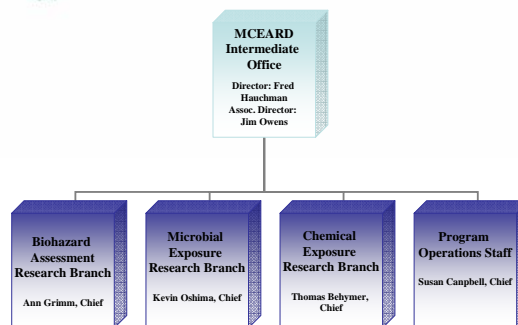 MCEARD
Intermediate
Office
Director: Fred
Hauchman
Assoc. Director:
Jim Owens
Biohazard
Assessment
Research Branch
Ann Grimm, Chief
Microbial
Exposure
Research Branch
Kevin Oshima, Chief
Chemical
Exposure
Research Branch
Thomas Behymer,
Chief
Program
Operations Staff
Susan Canpbell, Chief